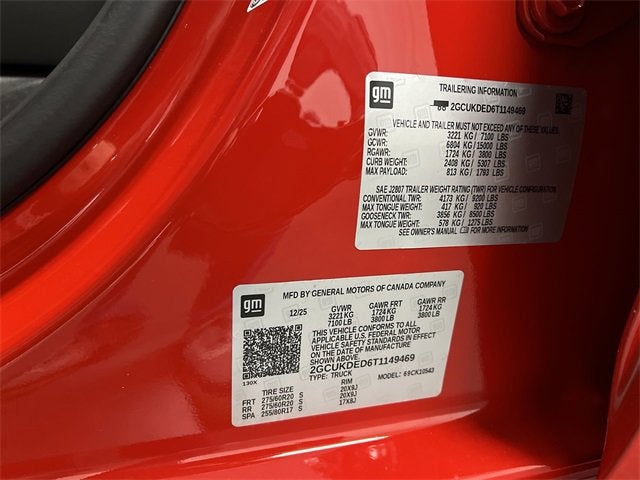 gm
TRAILERING INFORMATION
2GCUKDED6T1149469
VEHICLE AND TRAILER MUST NOT EXCEED ANY OF THESE VALUES.
GVWR: 3221 KG / 7100 LBS
GCWR: 6804 KG / 15000 LBS
RGAWR: 1724 KG / 3800 LBS
CURB WEIGHT: 2408 KG / 5307 LBS
MAX PAYLOAD: 813 KG / 1793 LBS
SAE J2807 TRAILER WEIGHT RATING (TWR) FOR VEHICLE CONFIGURATION.
CONVENTIONAL TWR: 4173 KG / 9200 LBS
MAX TONGUE WEIGHT: 417 KG / 920 LBS
GOOSENECK TWR: 3856 KG / 8500 LBS
MAX TONGUE WEIGHT: 578 KG / 1275 LBS
SEE OWNER'S MANUAL FOR MORE INFORMATION
gm
MFD BY GENERAL MOTORS OF CANADA COMPANY
12/25 GVWR GAWR FRT GAWR RR
3221 KG 1724 KG 1724 KG
7100 LB 3800 LB 3800 LB
THIS VEHICLE CONFORMS TO ALL
APPLICABLE U.S. FEDERAL MOTOR
VEHICLE SAFETY STANDARDS IN EFFECT
ON THE DATE OF MANUFACTURE
SHOWN ABOVE.
2GCUKDED6T1149469
130X TYPE: TRUCK MODEL: 69CK10543
TIRE SIZE RIM
FRT 275/60R20 S 20X9J
RR 275/60R20 S 20X9J
SPA 255/80R17 S 17X8J